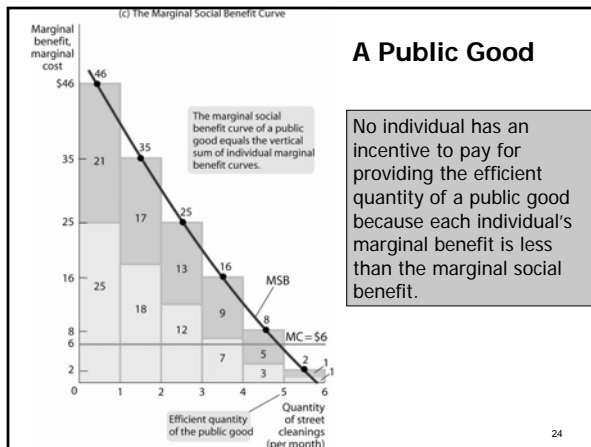 (c) The Marginal Social Benefit Curve
Marginal
benefit,
marginal
cost
$46
35
25
16
8
6
2
0
1
2
3
4
5
6
46
35
25
16
8
2
21
17
13
9
5
1
25
18
12
7
3
1
The marginal social
benefit curve of a public
good equals the vertical
sum of individual marginal
benefit curves.
MSB
MC = $6
Efficient quantity
of the public good
Quantity
of street
cleanings
(per month)
A Public Good
No individual has an
incentive to pay for
providing the efficient
quantity of a public good
because each individual's
marginal benefit is less
than the marginal social
benefit.
24